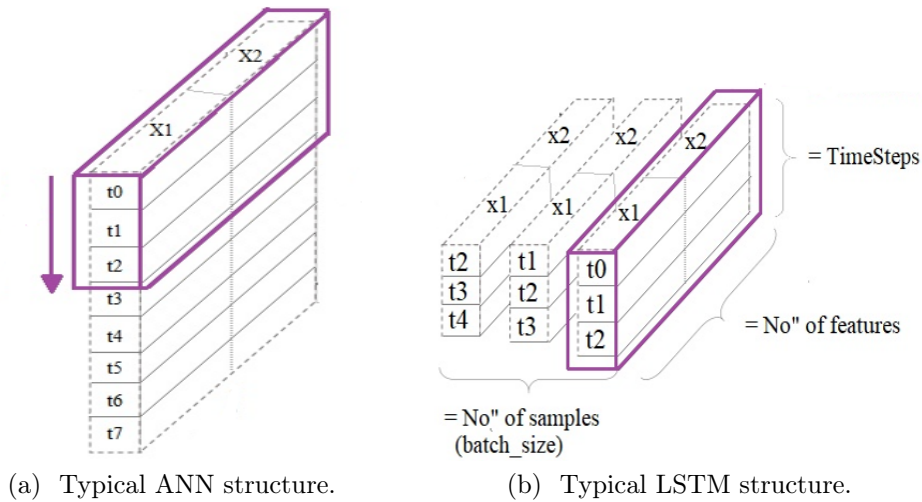 X2
X1
t0
t1
t2
t3
t4
t5
t6
t7
(a) Typical ANN structure.
x2
x2
x2
x1
x1
x1
t2
t3
t4
t1
t2
t3
t0
t1
t2
= TimeSteps
= No" of features
= No" of samples
(batch_size)
(b) Typical LSTM structure.